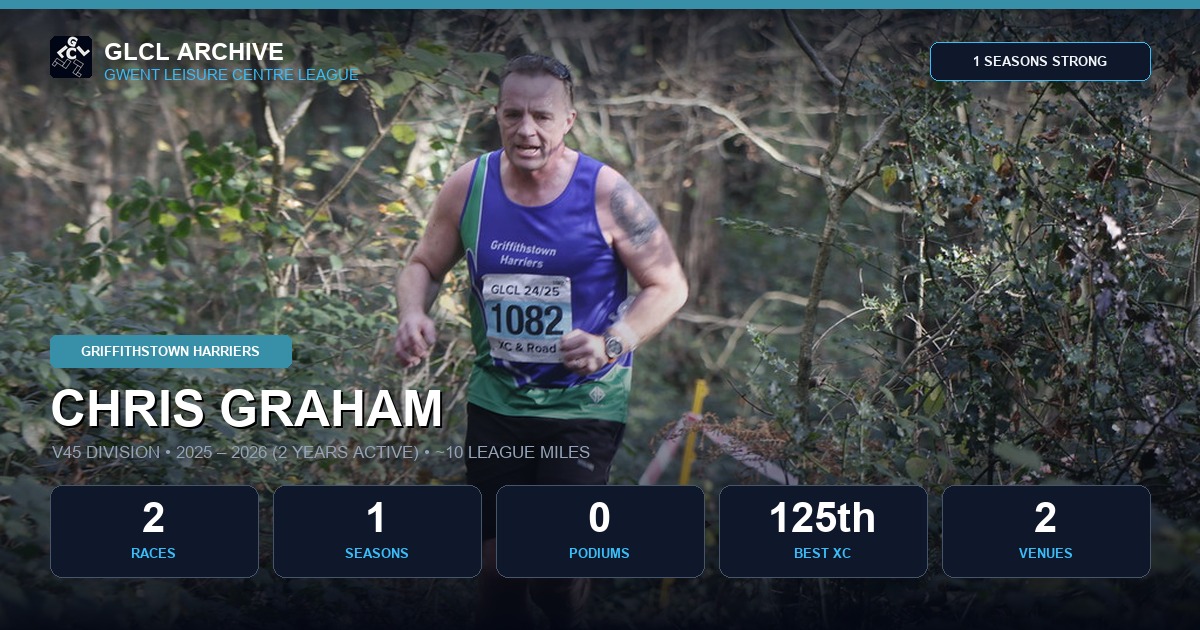 GLCL ARCHIVE
GWENT LEISURE CENTRE LEAGUE
1 SEASONS STRONG
Griffithstown
Harriers
GLCL 24/25
1082
XC & Road
GRIFFITHSTOWN HARRIERS
CHRIS GRAHAM
V45 DIVISION • 2025 – 2026 (2 YEARS ACTIVE) • ~10 LEAGUE MILES
2
RACES
1
SEASONS
0
PODIUMS
125th
BEST XC
2
VENUES